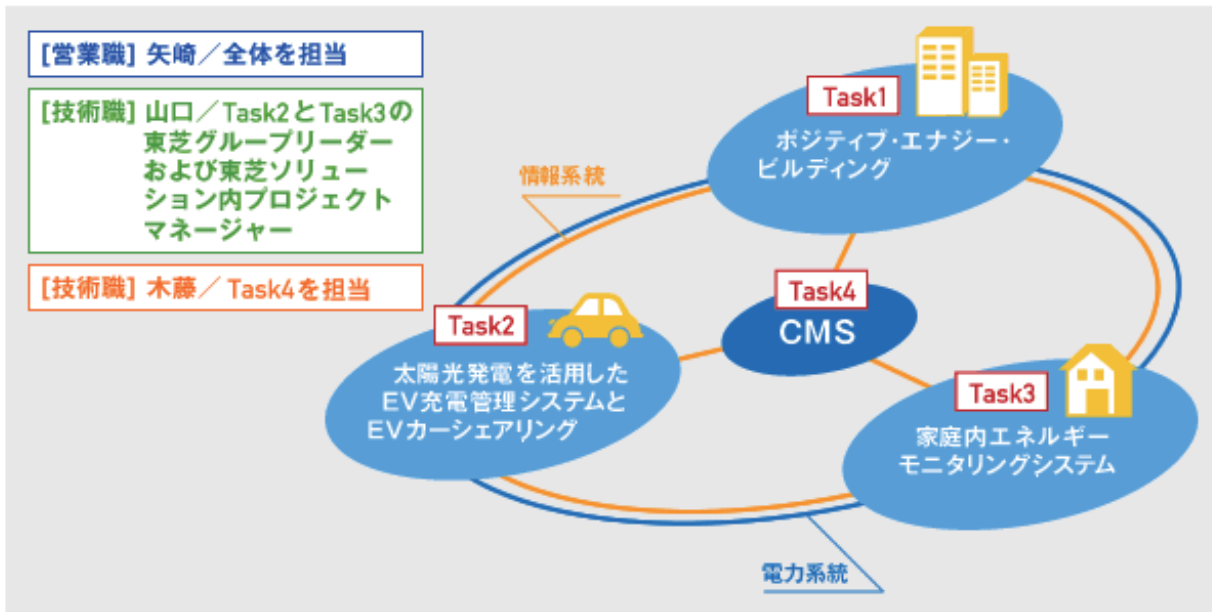 [営業職] 矢崎／全体を担当
[技術職] 山口／Task2とTask3の
東芝グループリーダー
および東芝ソリュー
ション内プロジェクト
マネージャー
[技術職] 木藤／Task4を担当
情報系統
Task1
ポジティブ・エナジー・
ビルディング
Task4
CMS
Task2
太陽光発電を活用した
EV充電管理システムと
EVカーシェアリング
Task3
家庭内エネルギー
モニタリングシステム
電力系統